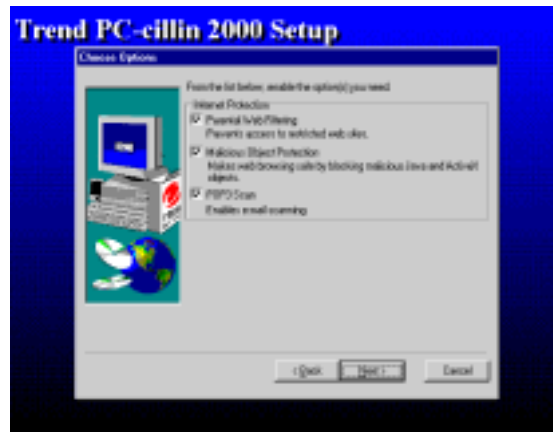 Trend PC-cillin 2000 Setup
Choose Options
From the list below, enable the option(s) you need.
Internet Protection
Parental Web Filtering
Prevents access to restricted web sites.
Malicious Object Protection
Makes web browsing safe by blocking malicious Java and ActiveX
objects.
POP3 Scan
Enables e-mail scanning.
< Back
Next >
Cancel